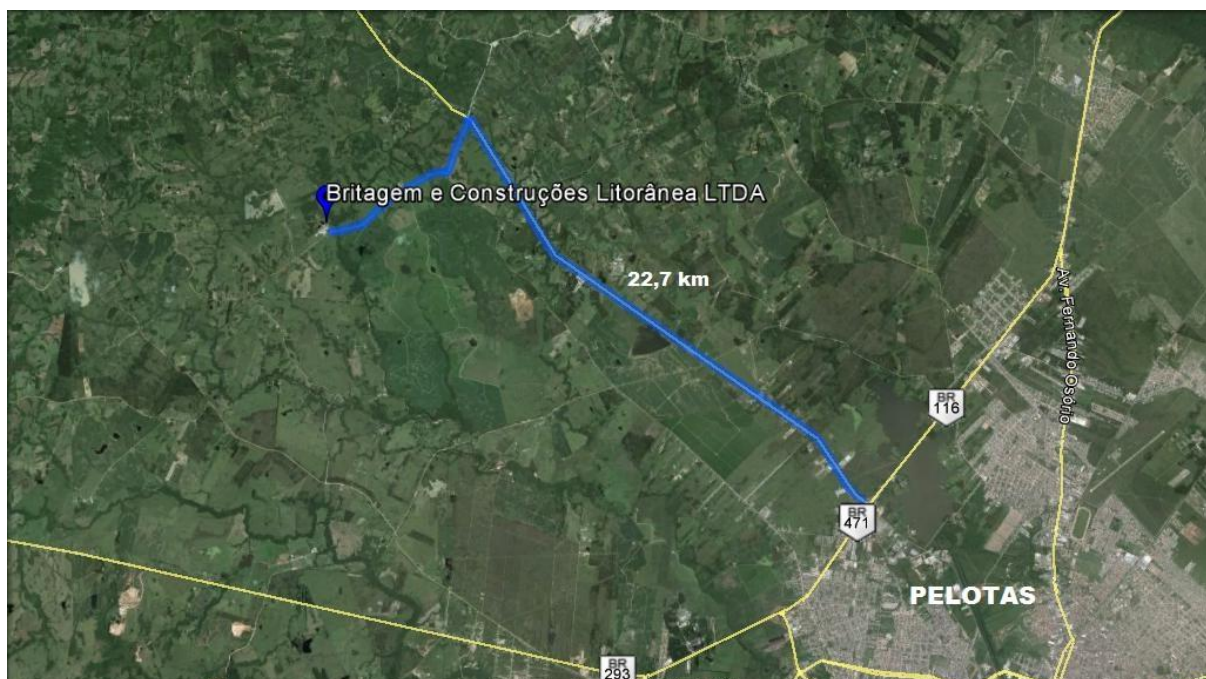 Britagem e Construções Litorânea LTDA
22,7 km
Av. Fernando Osório
BR
116
BR
471
PELOTAS
BR
293